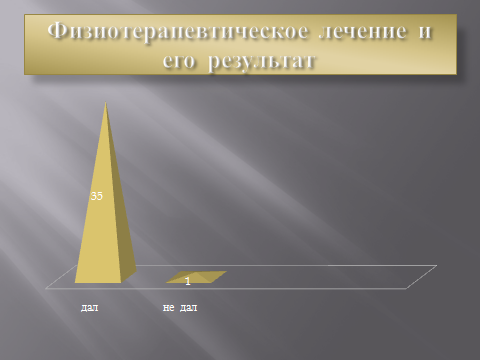 Физиотерапевтическое лечение и
его результат
35
1
дал не дал